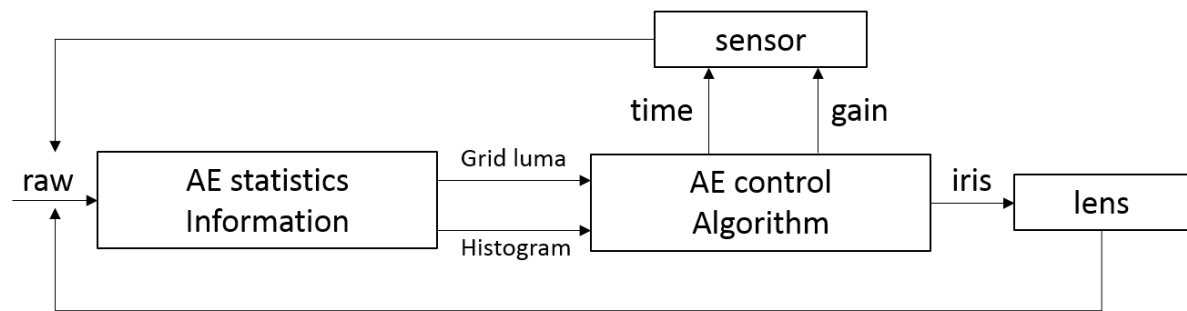 sensor
time
gain
raw
AE statistics
Information
Grid luma
Histogram
AE control
Algorithm
iris
lens